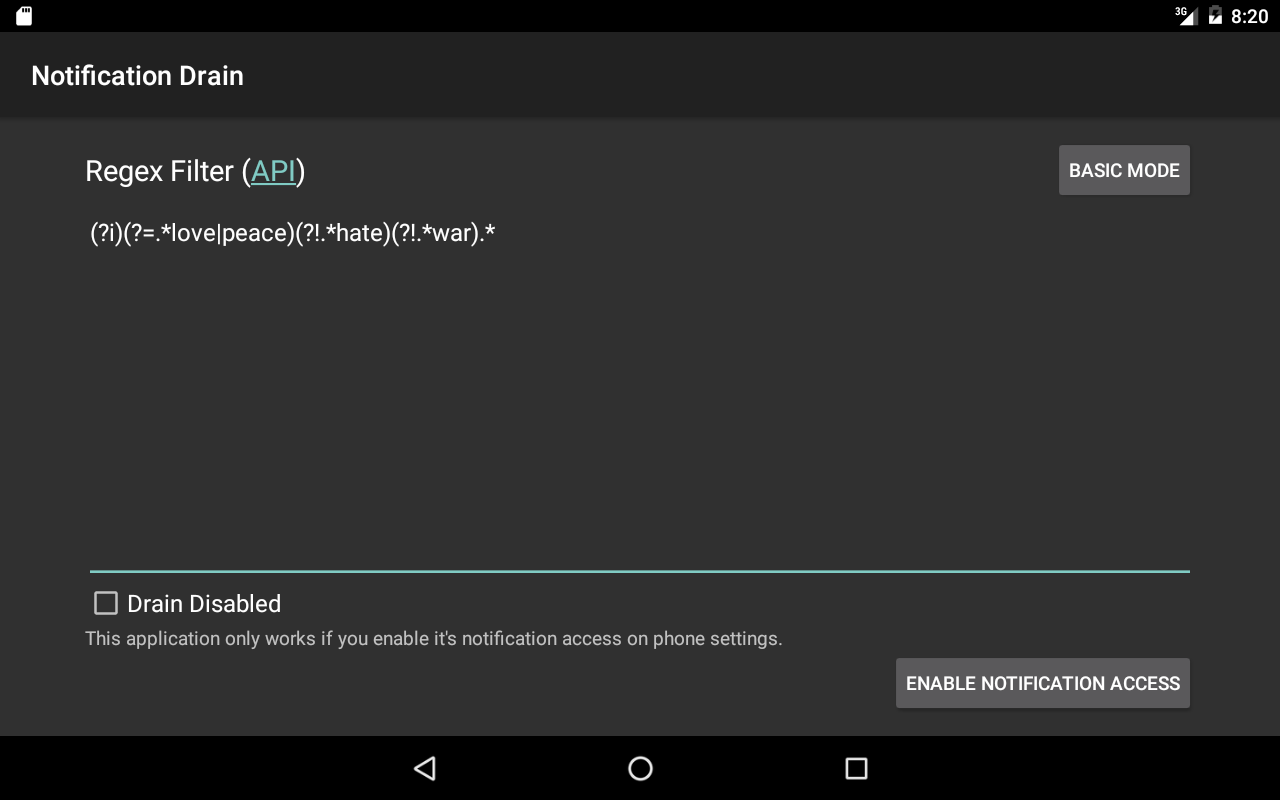 3G 8:20
Notification Drain
Regex Filter (API)
BASIC MODE
(?i)(?=.*love|peace)(?!.*hate)(?!.*war).*
Drain Disabled
This application only works if you enable it's notification access on phone settings.
ENABLE NOTIFICATION ACCESS